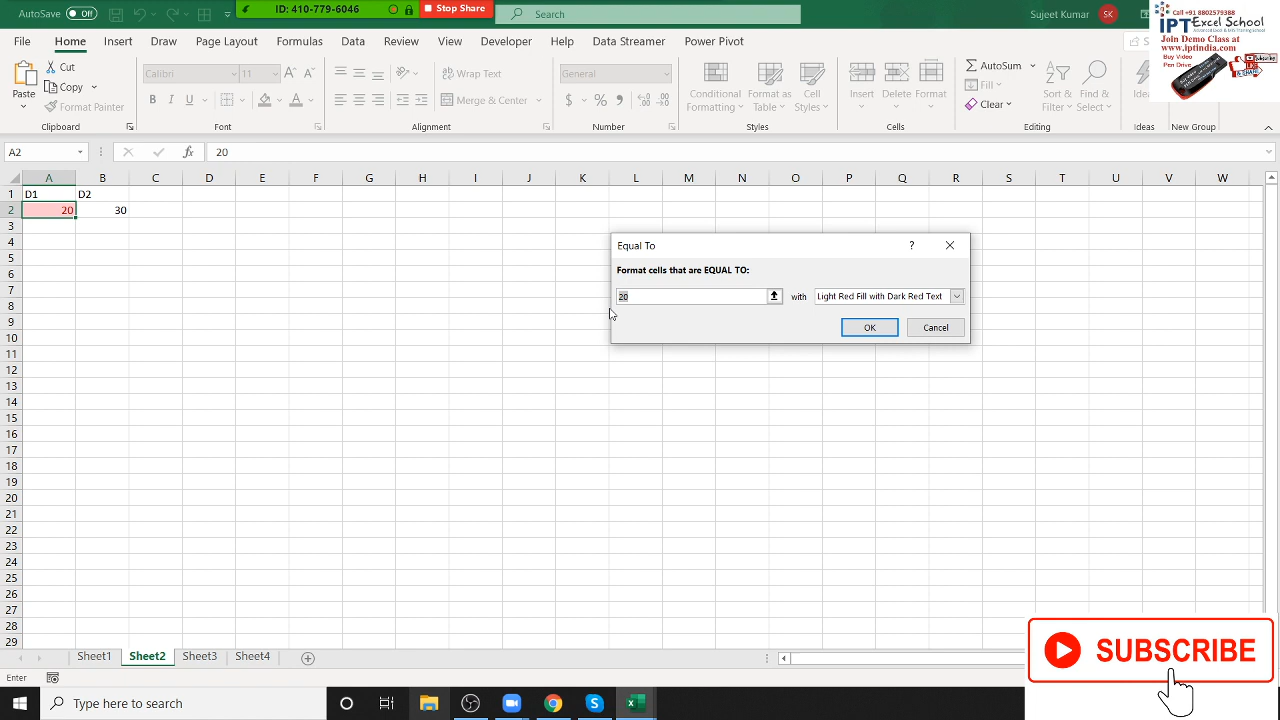 AutoSave Off
ID: 410-779-6046
Stop Share
Search
Sujeet Kumar
SK
Call +91 8802579388
IPT Excel School
Join Demo Class at
www.iptindia.com
Buy Video
Pen Drive
File Home Insert Draw Page Layout Formulas Data Review View Developer Help Data Streamer Power Pivot
Paste
Cut
Copy
Format Painter
Clipboard
Calibri 11
B I U
Font
Wrap Text
Merge & Center
Alignment
General
$ %
Number
Conditional Formatting
Format as Table
Cell Styles
Styles
Insert Delete Format
Cells
AutoSum
Fill
Clear
Sort & Filter
Find & Select
Editing
Ideas
New Group
A2 fx 20
A B C D E F G H I J K L M N O P Q R S T U V W
1 D1 D2
2 20 30
3
4
5
6
7
8
9
10
11
12
13
14
15
16
17
18
19
20
21
22
23
24
25
26
27
28
29
Equal To ?
Format cells that are EQUAL TO:
20 with Light Red Fill with Dark Red Text
OK Cancel
Sheet1 Sheet2 Sheet3 Sheet4
Enter
SUBSCRIBE
Type here to search